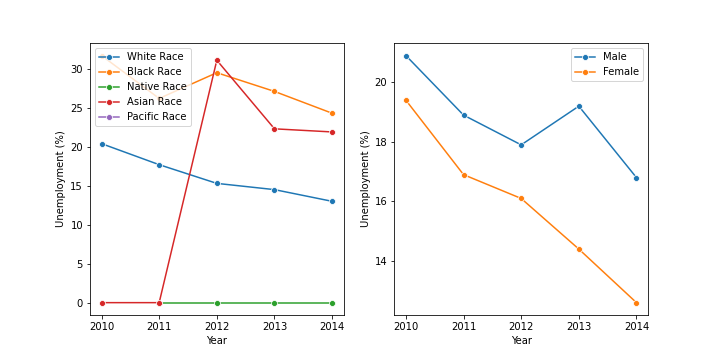 White Race
Black Race
Native Race
Asian Race
Pacific Race
30
25
20
15
10
5
0
Unemployment (%)
2010 2011 2012 2013 2014
Year
Male
Female
20
18
16
14
Unemployment (%)
2010 2011 2012 2013 2014
Year